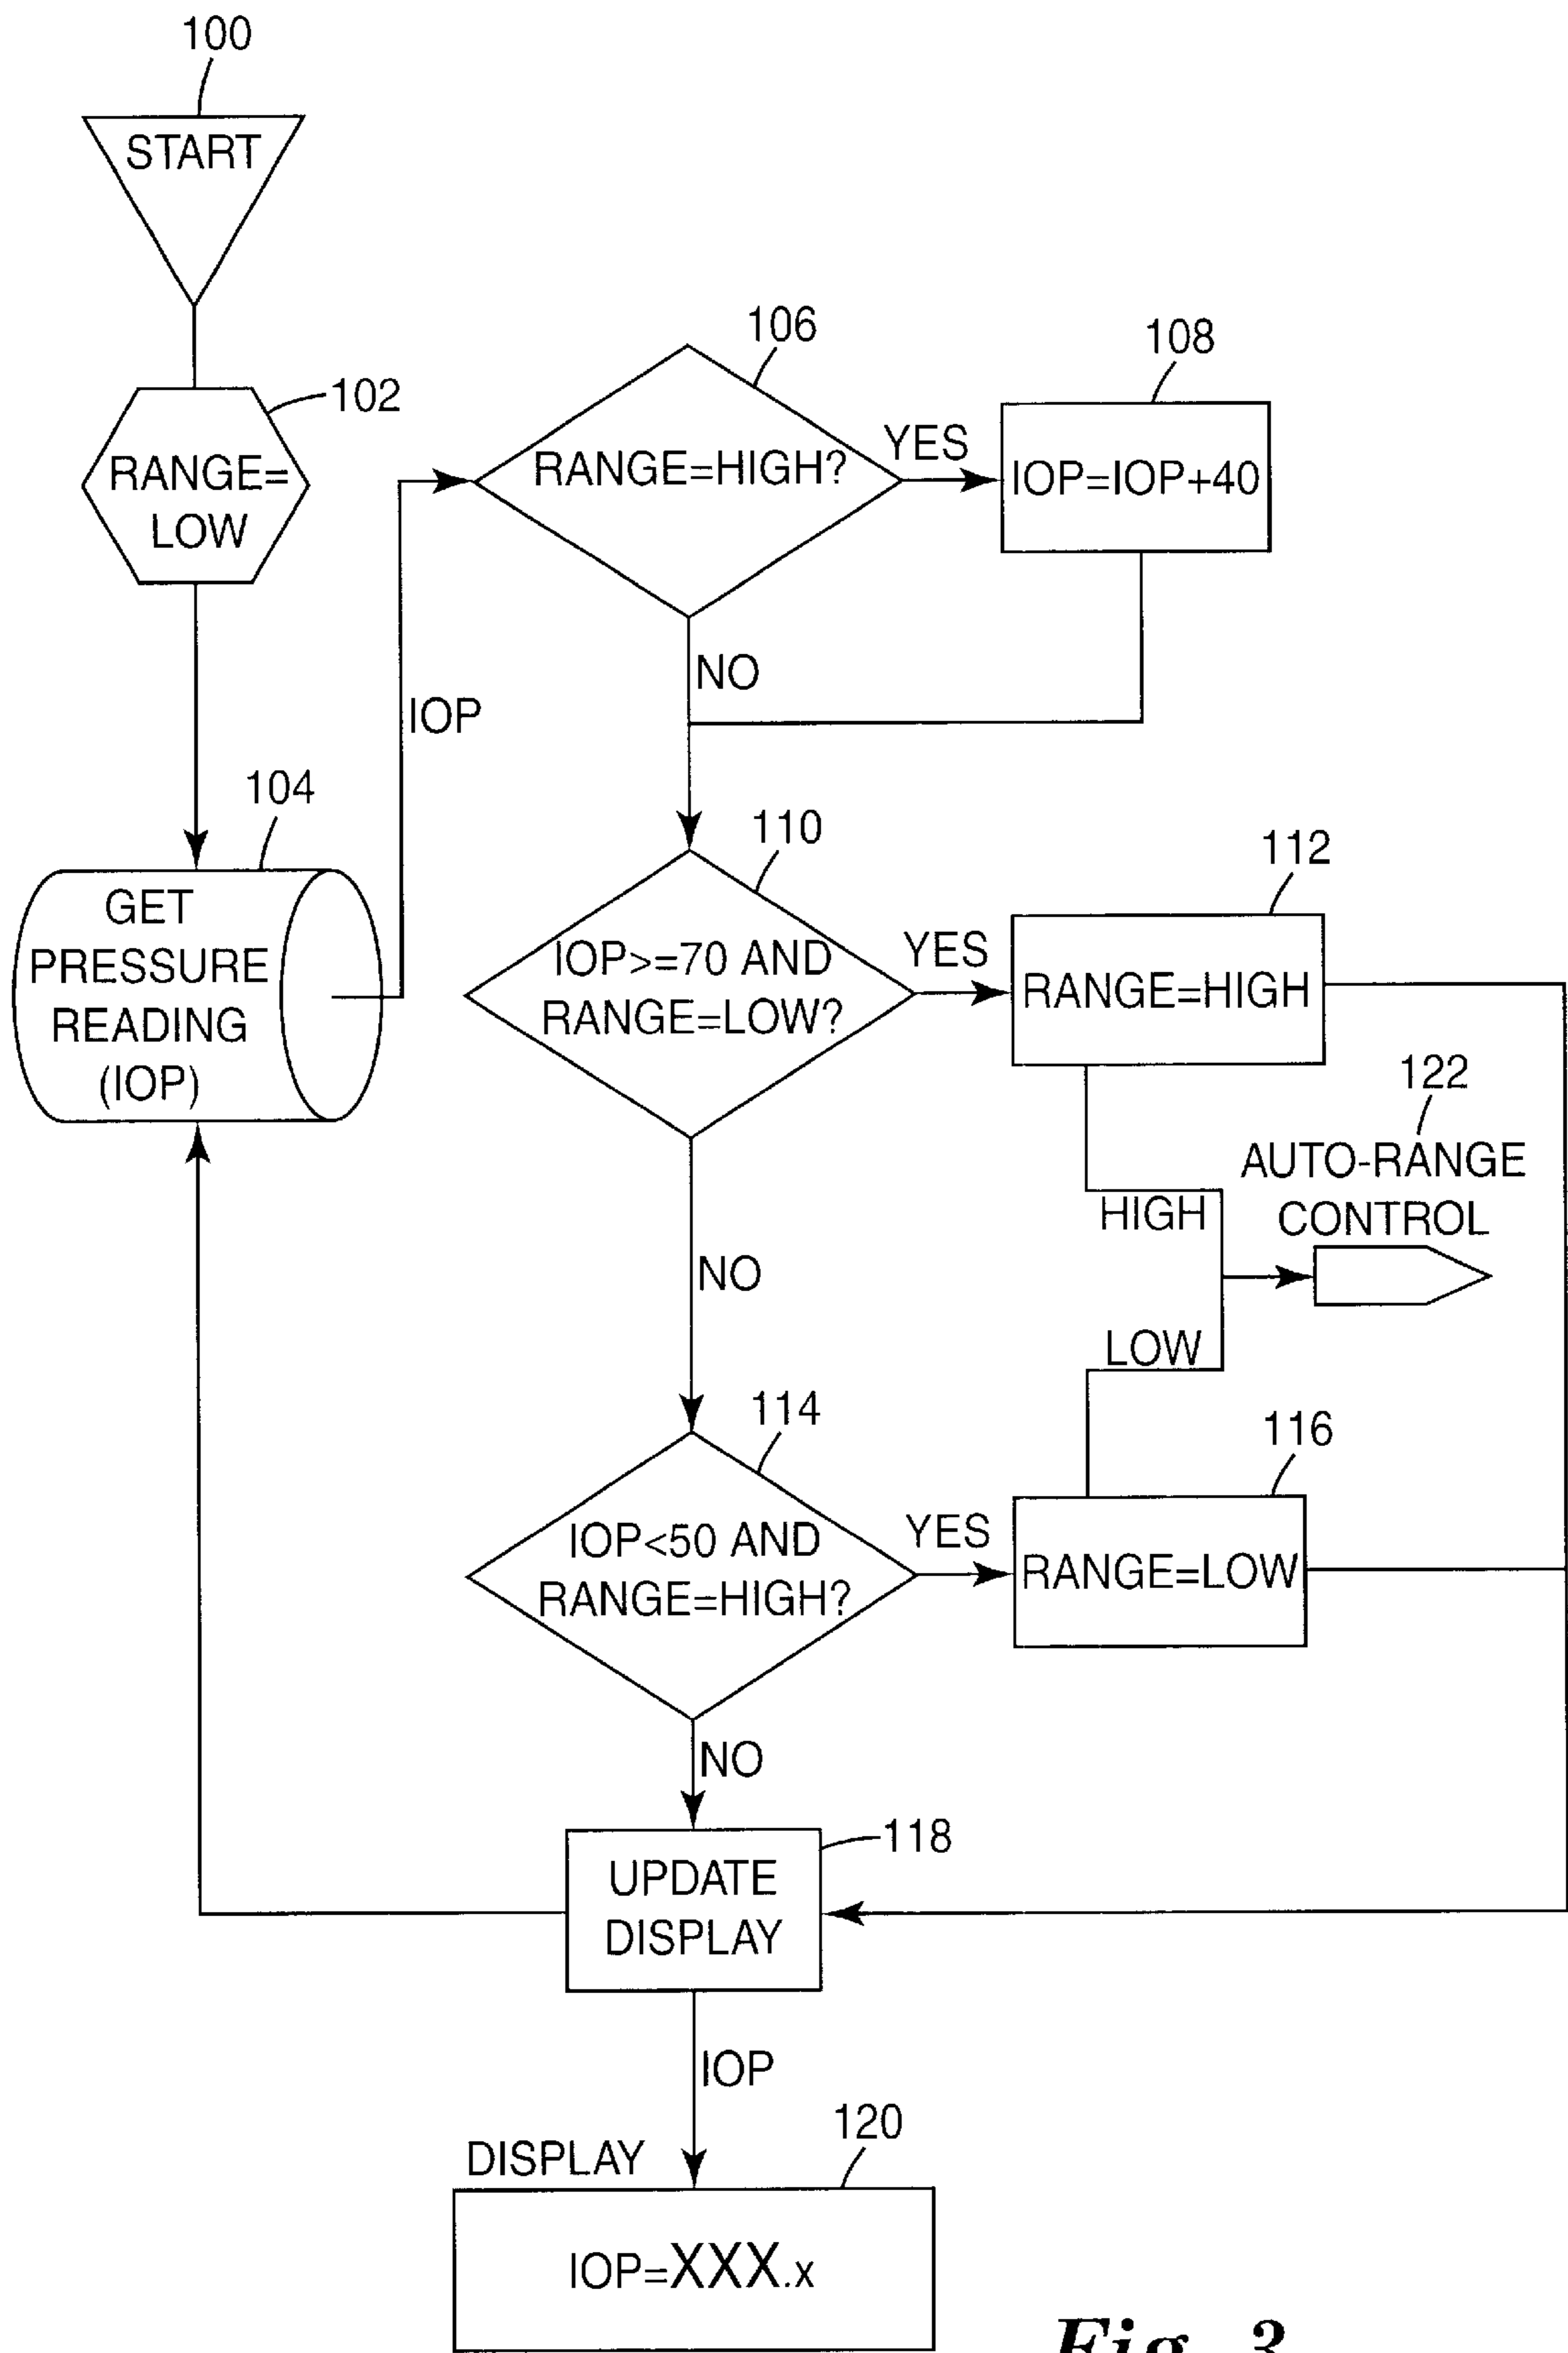 100
START
102
RANGE=
LOW
104
GET
PRESSURE
READING
(IOP)
IOP
106
RANGE=HIGH?
YES
108
IOP=IOP+40
NO
110
IOP>=70 AND
RANGE=LOW?
YES
112
RANGE=HIGH
122
AUTO-RANGE
CONTROL
HIGH
LOW
NO
114
IOP<50 AND
RANGE=HIGH?
YES
116
RANGE=LOW
NO
118
UPDATE
DISPLAY
IOP
120
DISPLAY
IOP=XXX.x
Fig. 3